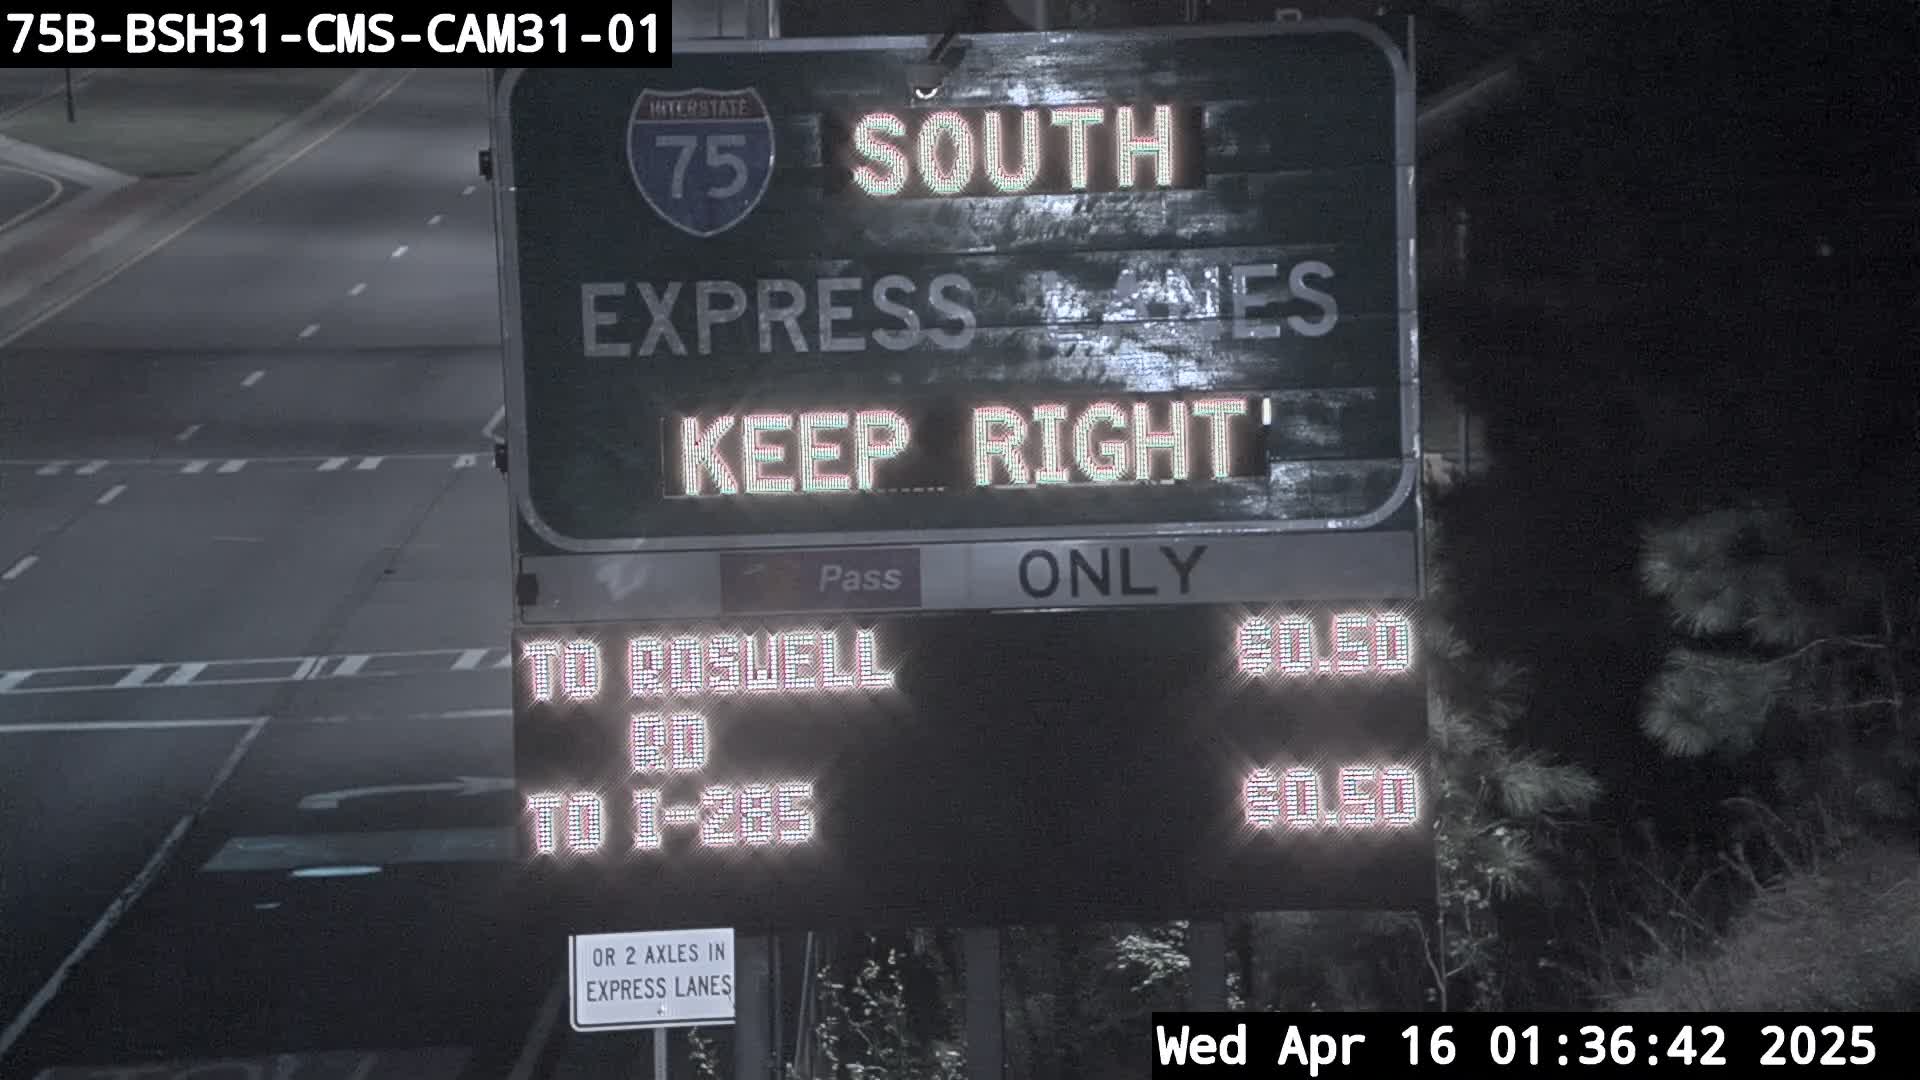 75B-BSH31-CMS-CAM31-01
INTERSTATE
75
SOUTH
EXPRESS LANES
KEEP RIGHT
Pass
ONLY
TO ROSWELL $0.50
RD
TO I-285 $0.50
OR 2 AXLES IN
EXPRESS LANES
Wed Apr 16 01:36:42 2025